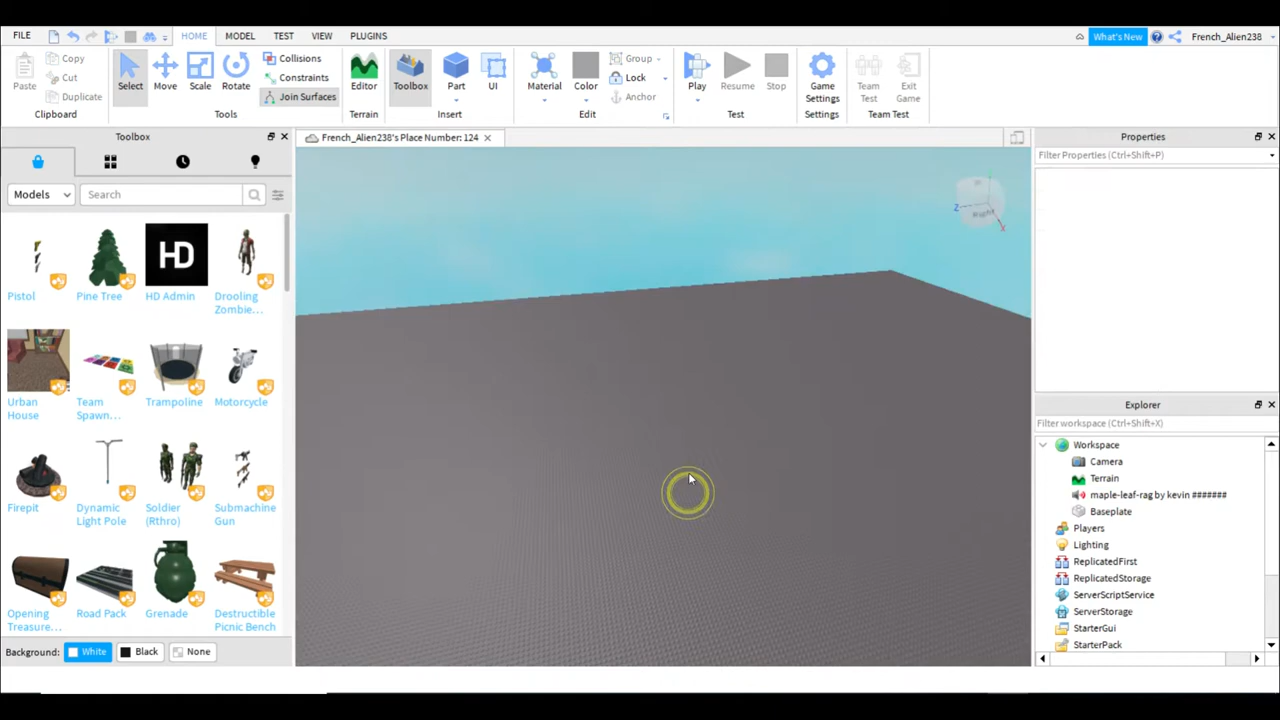 FILE
HOME
MODEL
TEST
VIEW
PLUGINS
What's New
French_Alien238
Paste
Copy
Cut
Duplicate
Clipboard
Select
Move
Scale
Rotate
Collisions
Constraints
Join Surfaces
Tools
Editor
Terrain
Toolbox
Part
UI
Insert
Material
Color
Group
Lock
Anchor
Edit
Play
Resume
Stop
Test
Game
Settings
Settings
Team
Test
Exit
Game
Team Test
Toolbox
French_Alien238's Place Number: 124
Properties
Filter Properties (Ctrl+Shift+P)
Models
Search
Pistol
Pine Tree
HD
HD Admin
Drooling
Zombie...
Urban
House
Team
Spawn...
Trampoline
Motorcycle
Firepit
Dynamic
Light Pole
Soldier
(Rthro)
Submachine
Gun
Opening
Treasure...
Road Pack
Grenade
Destructible
Picnic Bench
Background:
White
Black
None
Z
Right
X
Explorer
Filter workspace (Ctrl+Shift+X)
Workspace
Camera
Terrain
maple-leaf-rag by kevin #######
Baseplate
Players
Lighting
ReplicatedFirst
ReplicatedStorage
ServerScriptService
ServerStorage
StarterGui
StarterPack